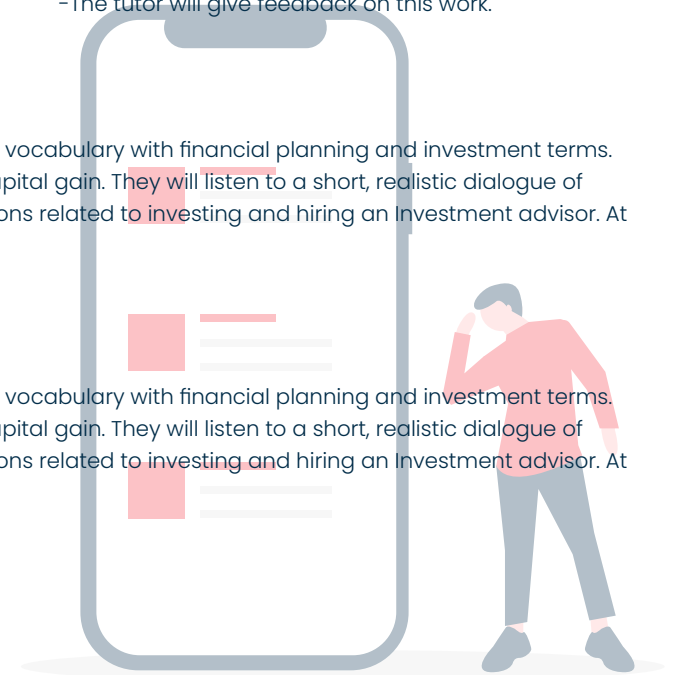 -The tutor will give feedback on this work.
vocabulary with financial planning and investment terms.
apital gain. They will listen to a short, realistic dialogue of
ons related to investing and hiring an Investment advisor. At
vocabulary with financial planning and investment terms.
apital gain. They will listen to a short, realistic dialogue of
ons related to investing and hiring an Investment advisor. At